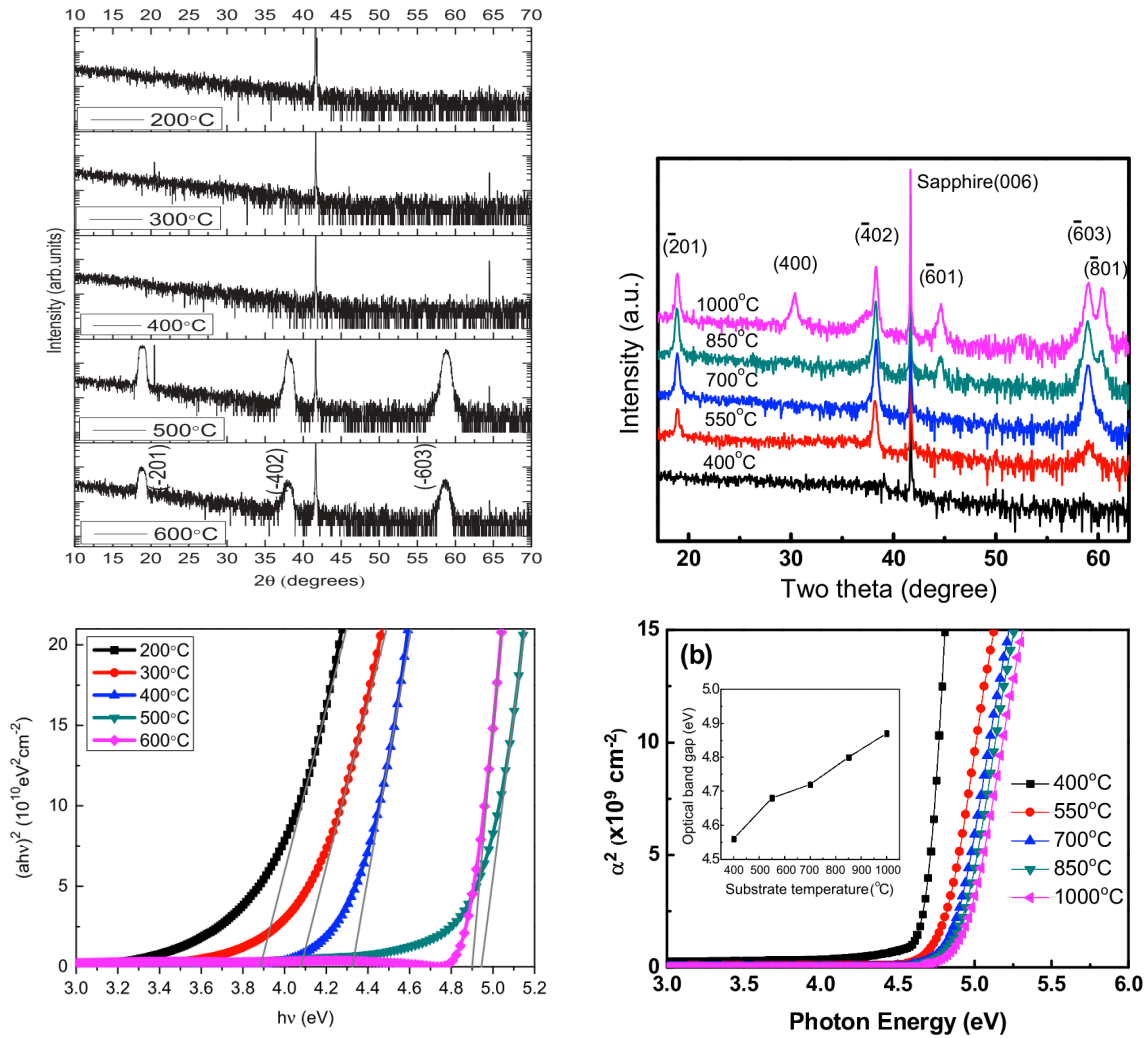 10 15 20 25 30 35 40 45 50 55 60 65 70
200°C
300°C
400°C
500°C
600°C
(-201)
(-402)
(-603)
Intensity (arb.units)
10 15 20 25 30 35 40 45 50 55 60 65 70
2θ (degrees)
Sapphire(006)
(2̅01)
(400)
(4̅02)
(6̅01)
(6̅03)
(8̅01)
1000°C
850°C
700°C
550°C
400°C
Intensity (a.u.)
20 30 40 50 60
Two theta (degree)
20
15
10
5
0
(ahν)² (10¹⁰eV²cm⁻²)
200°C
300°C
400°C
500°C
600°C
3.0 3.2 3.4 3.6 3.8 4.0 4.2 4.4 4.6 4.8 5.0 5.2
hν (eV)
(b)
15
10
5
0
α² (x10⁹ cm⁻²)
5.0
4.9
4.8
4.7
4.6
4.5
Optical band gap (eV)
400 500 600 700 800 900 1000
Substrate temperature(°C)
400°C
550°C
700°C
850°C
1000°C
3.0 3.5 4.0 4.5 5.0 5.5 6.0
Photon Energy (eV)